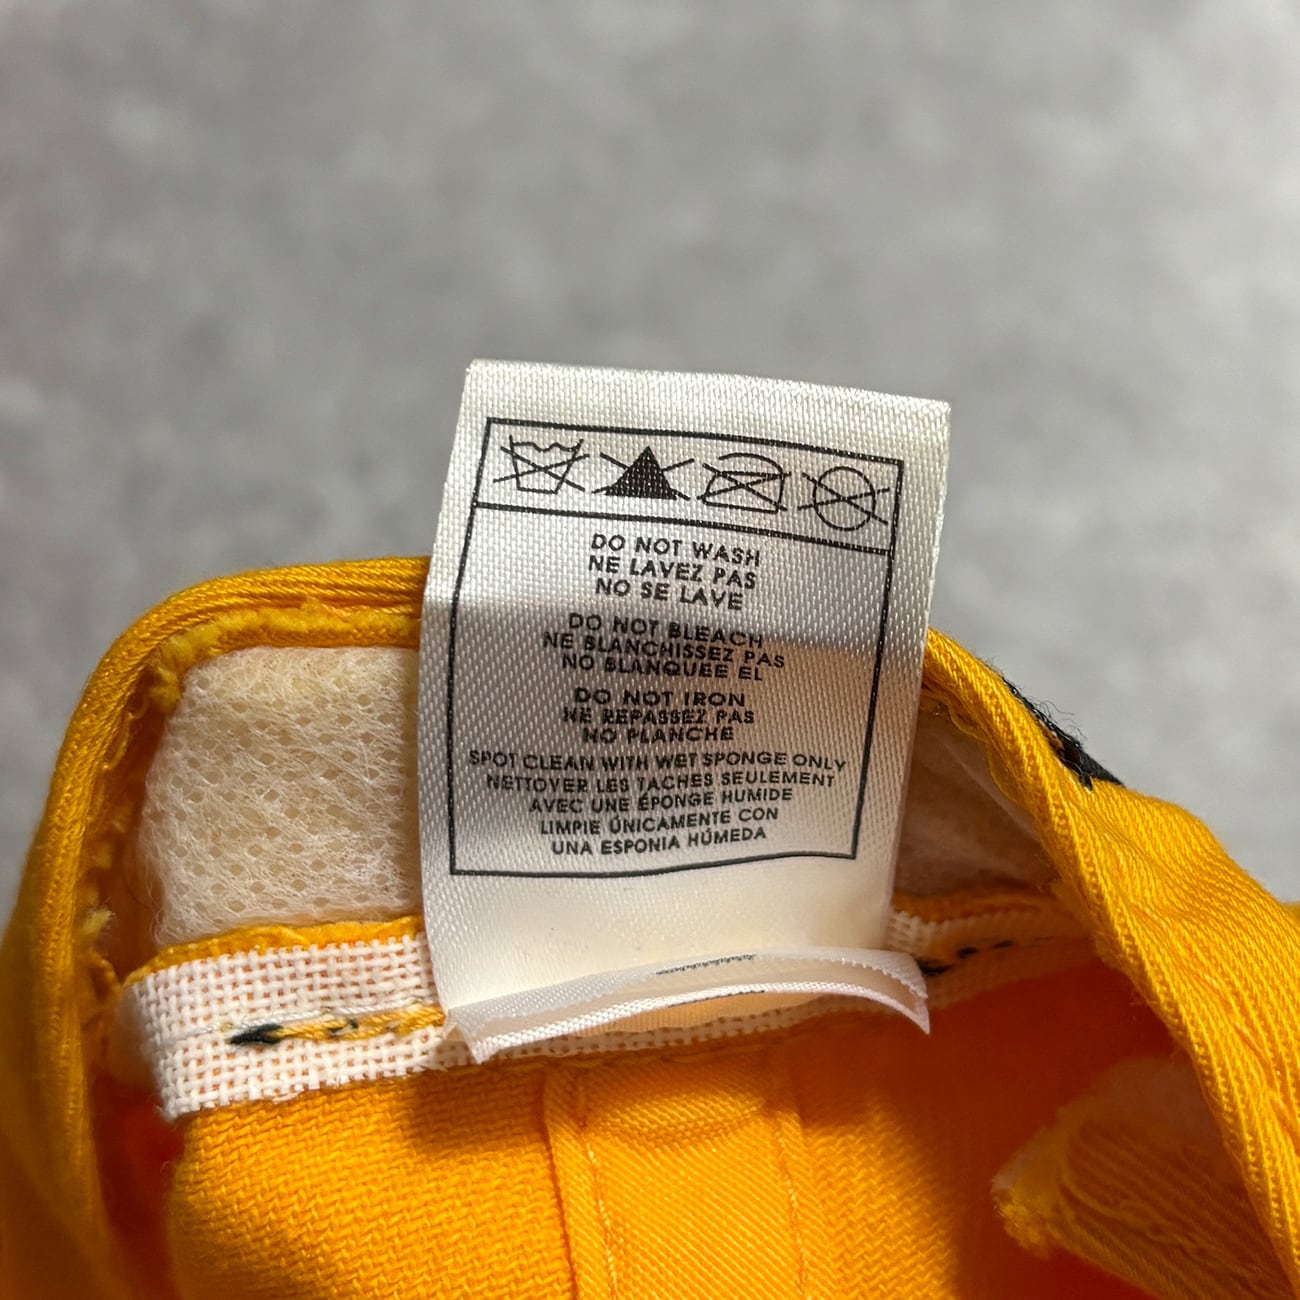 DO NOT WASH
NE LAVEZ PAS
NO SE LAVE
DO NOT BLEACH
NE BLANCHISSEZ PAS
NO BLANQUEE EL
DO NOT IRON
NE REPASSEZ PAS
NO PLANCHE
SPOT CLEAN WITH WET SPONGE ONLY
NETTOYER LES TACHES SEULEMENT
AVEC UNE ÉPONGE HUMIDE
LIMPIE ÚNICAMENTE CON
UNA ESPONIA HÚMEDA